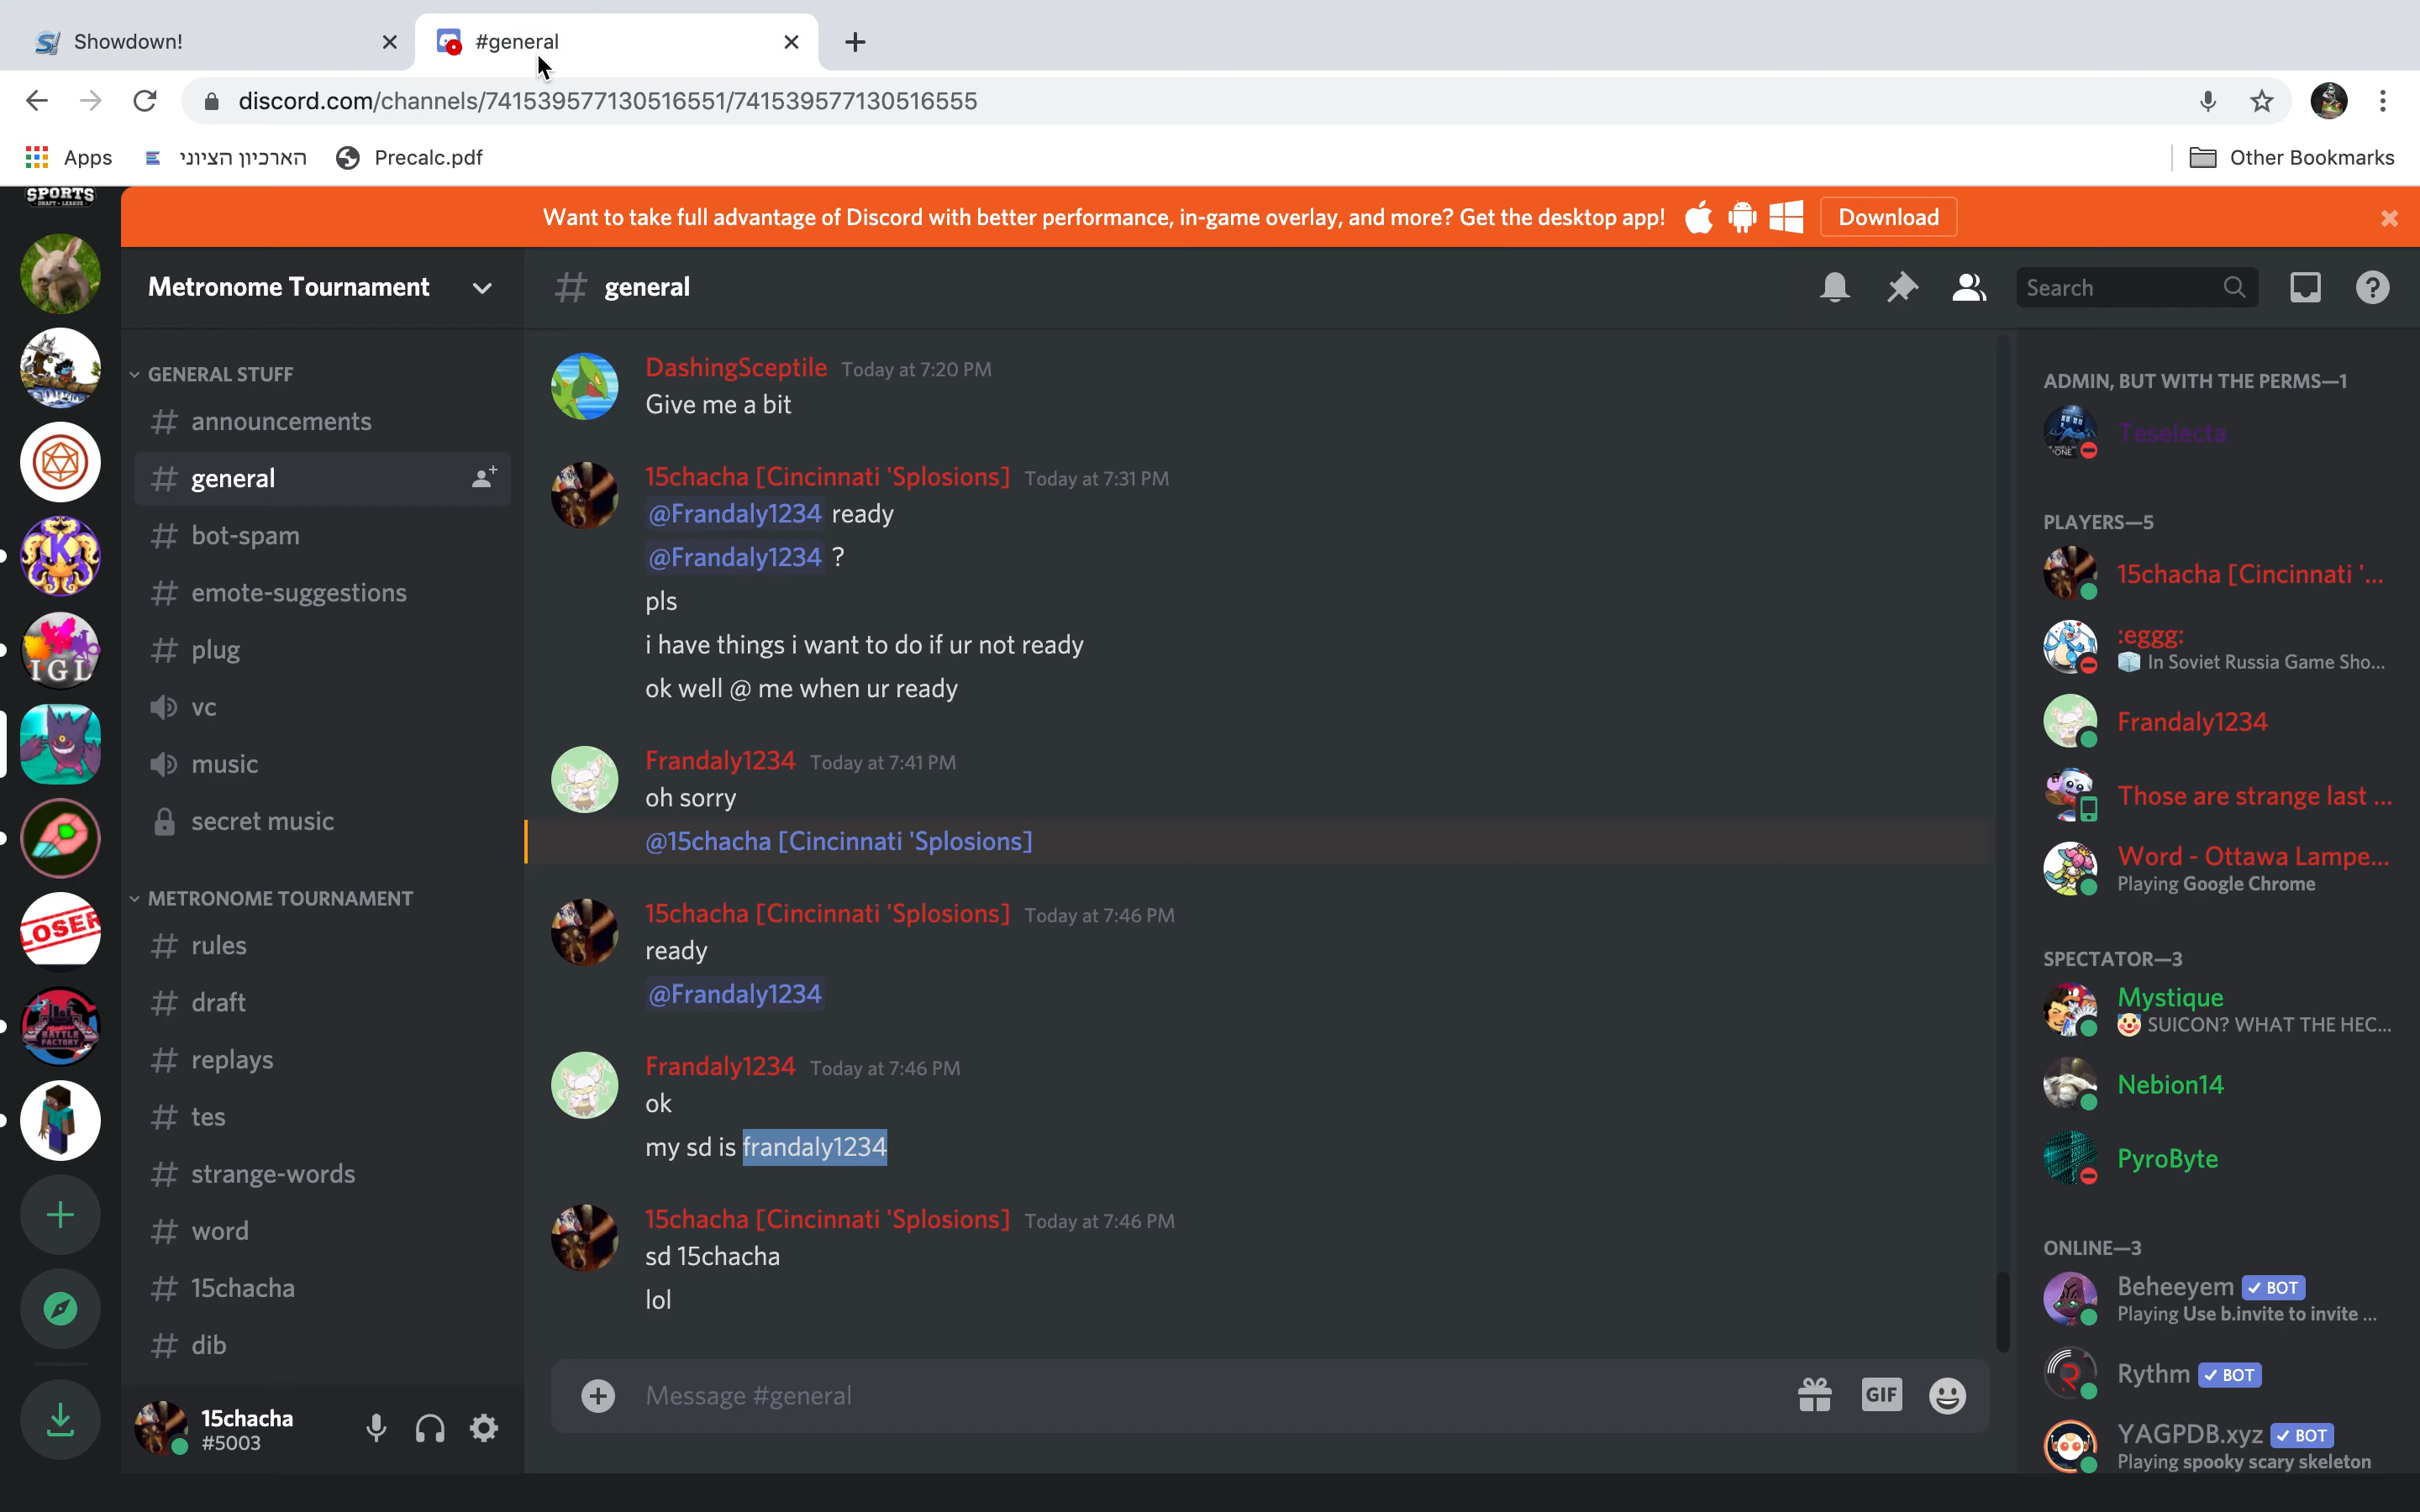 Showdown!
#general
discord.com/channels/741539577130516551/741539577130516555
Apps
הארכיון הציוני
Precalc.pdf
Other Bookmarks
SPORTS
DRAFT LEAGUE
Want to take full advantage of Discord with better performance, in-game overlay, and more? Get the desktop app!
Download
Metronome Tournament
general
Search
GENERAL STUFF
announcements
general
bot-spam
emote-suggestions
plug
vc
music
secret music
METRONOME TOURNAMENT
rules
draft
replays
tes
strange-words
word
15chacha
dib
15chacha
#5003
K
IGL
LOSER
BATTLE
FACTORY
DashingSceptile Today at 7:20 PM
Give me a bit
15chacha [Cincinnati 'Splosions] Today at 7:31 PM
@Frandaly1234 ready
@Frandaly1234 ?
pls
i have things i want to do if ur not ready
ok well @ me when ur ready
Frandaly1234 Today at 7:41 PM
oh sorry
@15chacha [Cincinnati 'Splosions]
15chacha [Cincinnati 'Splosions] Today at 7:46 PM
ready
@Frandaly1234
Frandaly1234 Today at 7:46 PM
ok
my sd is frandaly1234
15chacha [Cincinnati 'Splosions] Today at 7:46 PM
sd 15chacha
lol
Message #general
GIF
ADMIN, BUT WITH THE PERMS—1
Teselecta
PLAYERS—5
15chacha [Cincinnati '...
:eggg:
In Soviet Russia Game Sho...
Frandaly1234
Those are strange last ...
Word - Ottawa Lampe...
Playing Google Chrome
SPECTATOR—3
Mystique
SUICON? WHAT THE HEC...
Nebion14
PyroByte
ONLINE—3
Beheeyem BOT
Playing Use b.invite to invite ...
Rythm BOT
YAGPDB.xyz BOT
Playing spooky scary skeleton